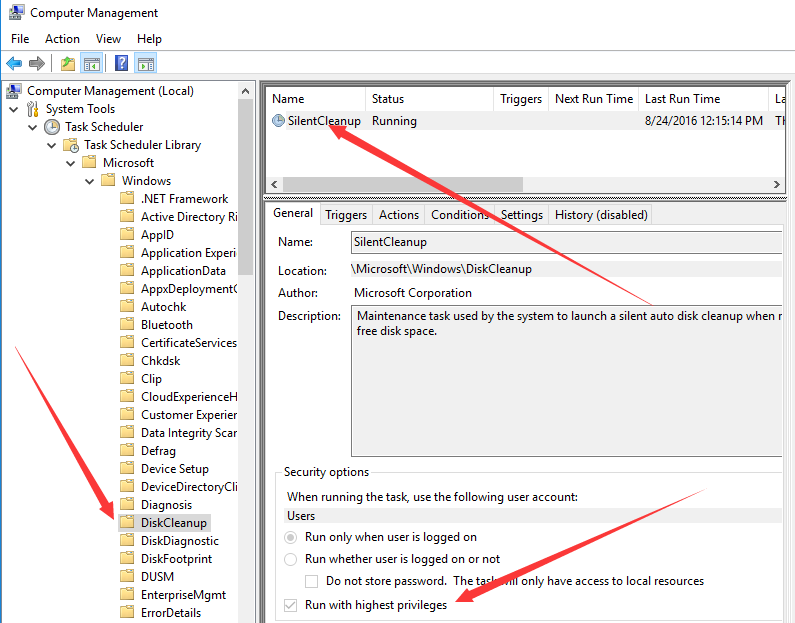 Computer Management
File Action View Help
Computer Management (Local)
System Tools
Task Scheduler
Task Scheduler Library
Microsoft
Windows
.NET Framework
Active Directory Ri
AppID
Application Experi
ApplicationData
AppxDeploymentC
Autochk
Bluetooth
CertificateServices
Chkdsk
Clip
CloudExperienceH
Customer Experier
Data Integrity Scar
Defrag
Device Setup
DeviceDirectoryCli
Diagnosis
DiskCleanup
DiskDiagnostic
DiskFootprint
DUSM
EnterpriseMgmt
ErrorDetails
Name Status Triggers Next Run Time Last Run Time La
SilentCleanup Running 8/24/2016 12:15:14 PM Tl
General Triggers Actions Conditions Settings History (disabled)
Name: SilentCleanup
Location: \Microsoft\Windows\DiskCleanup
Author: Microsoft Corporation
Description: Maintenance task used by the system to launch a silent auto disk cleanup when r
free disk space.
Security options
When running the task, use the following user account:
Users
Run only when user is logged on
Run whether user is logged on or not
Do not store password. The task will only have access to local resources
Run with highest privileges